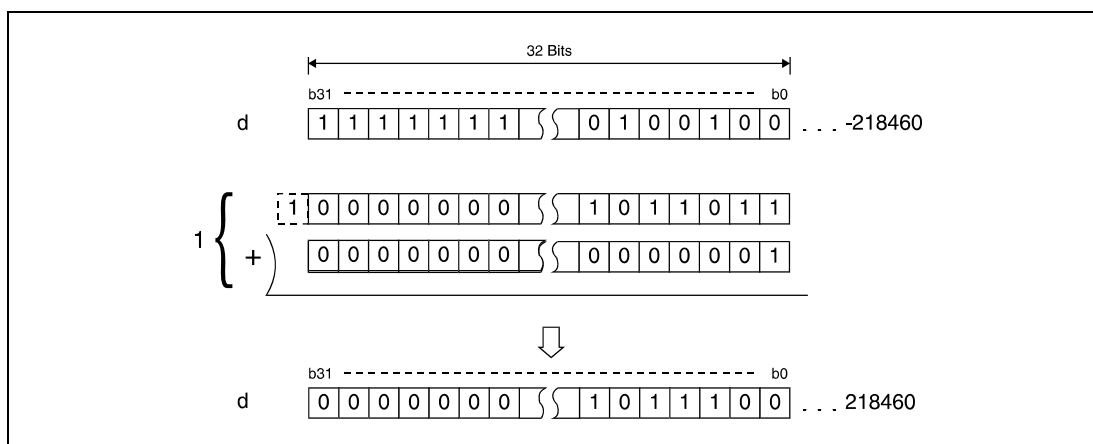 32 Bits
b31 b0
d 1 1 1 1 1 1 1 0 1 0 0 1 0 0 . . . -218460
1 0 0 0 0 0 0 0 1 0 1 1 0 1 1
1 { + 0 0 0 0 0 0 0 0 0 0 0 0 0 1
b31 b0
d 0 0 0 0 0 0 0 1 0 1 1 1 0 0 . . . 218460